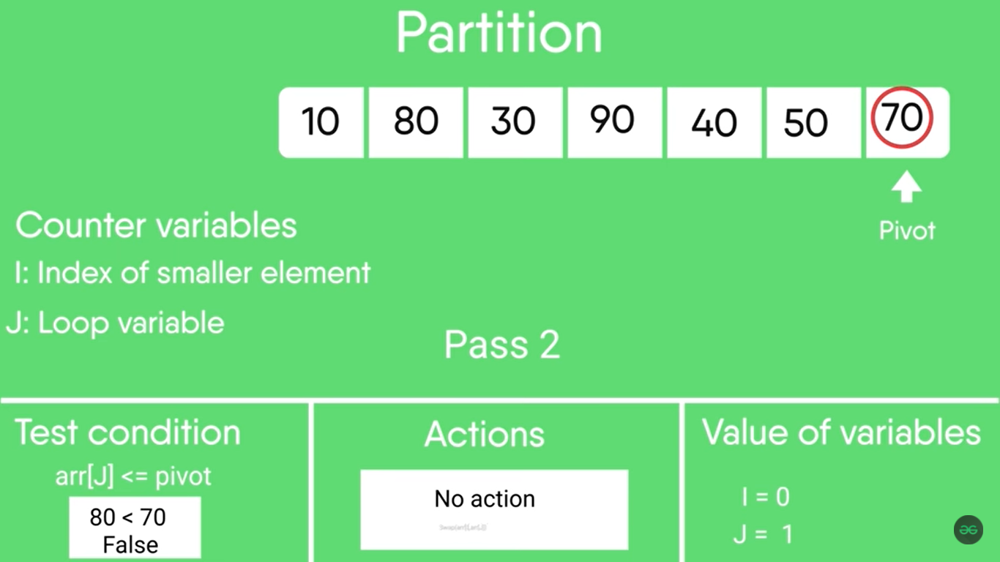 Partition
10 80 30 90 40 50 70
Pivot
Counter variables
I: Index of smaller element
J: Loop variable
Pass 2
Test condition
arr[J] <= pivot
80 < 70
False
Actions
No action
Value of variables
I = 0
J = 1